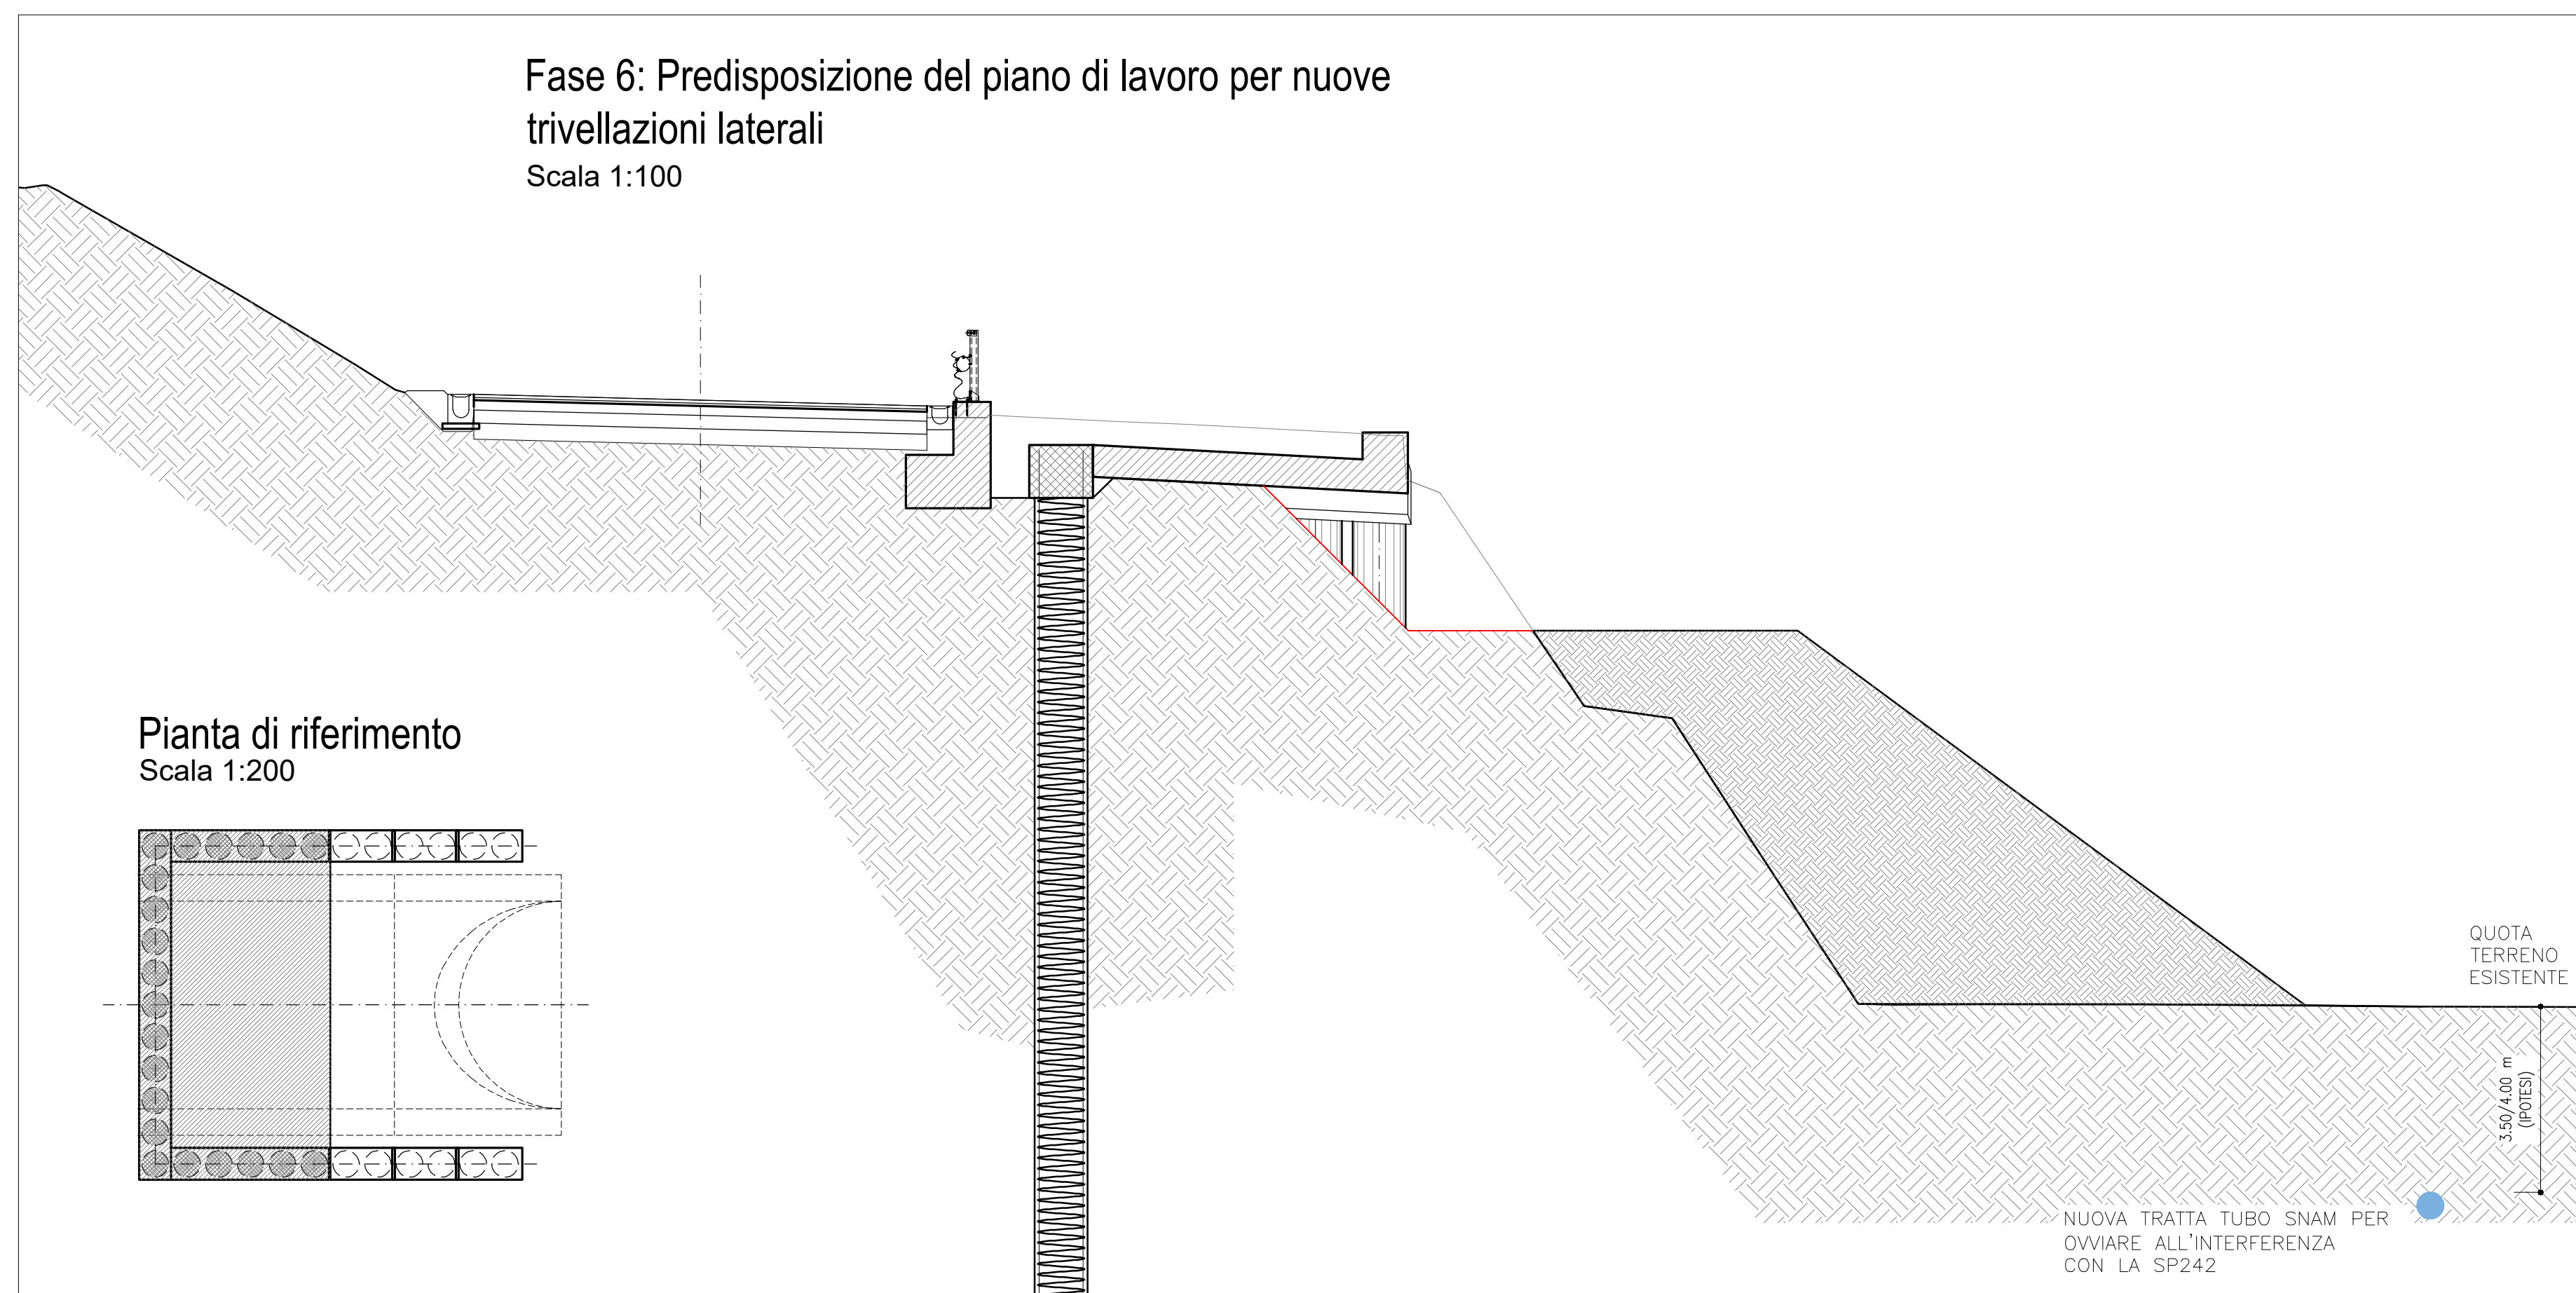 Fase 6: Predisposizione del piano di lavoro per nuove
trivellazioni laterali
Scala 1:100
Pianta di riferimento
Scala 1:200
QUOTA
TERRENO
ESISTENTE
3.50/4.00 m
(IPOTESI)
NUOVA TRATTA TUBO SNAM PER
OVVIARE ALL'INTERFERENZA
CON LA SP242